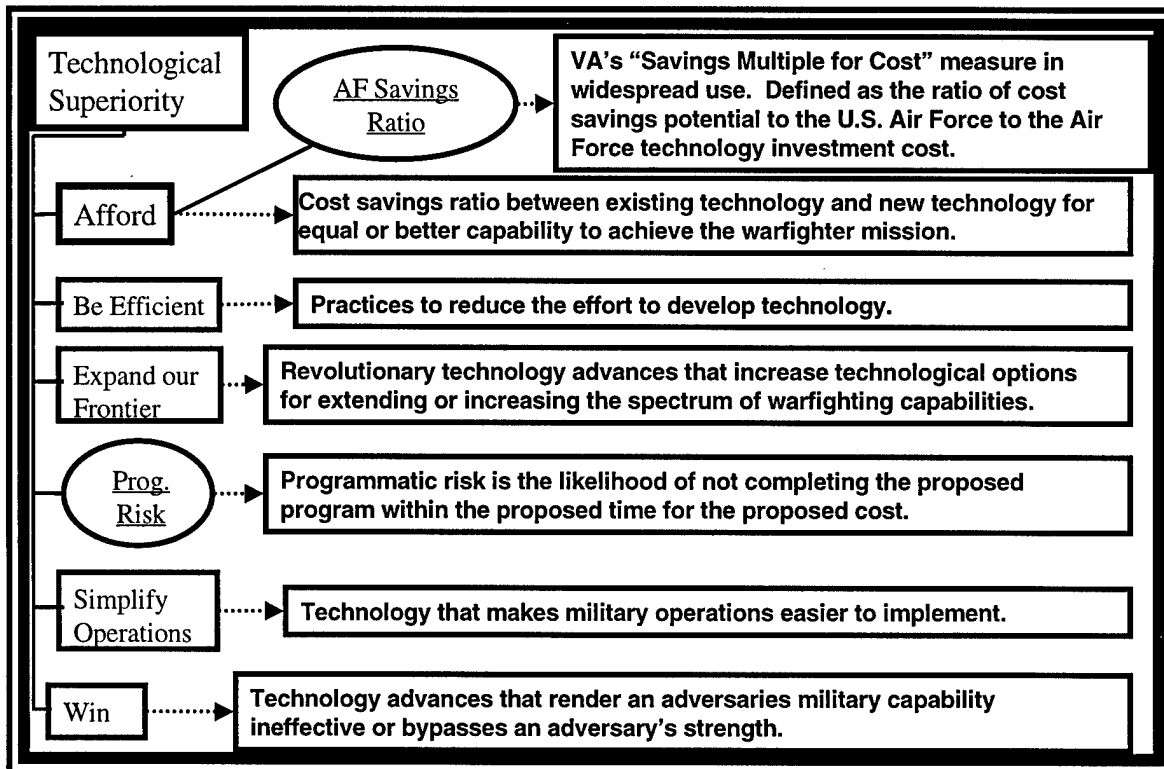 Technological
Superiority
AF Savings
Ratio
VA's “Savings Multiple for Cost” measure in
widespread use.  Defined as the ratio of cost
savings potential to the U.S. Air Force to the Air
Force technology investment cost.
Afford
Cost savings ratio between existing technology and new technology for
equal or better capability to achieve the warfighter mission.
Be Efficient
Practices to reduce the effort to develop technology.
Expand our
Frontier
Revolutionary technology advances that increase technological options
for extending or increasing the spectrum of warfighting capabilities.
Prog.
Risk
Programmatic risk is the likelihood of not completing the proposed
program within the proposed time for the proposed cost.
Simplify
Operations
Technology that makes military operations easier to implement.
Win
Technology advances that render an adversaries military capability
ineffective or bypasses an adversary's strength.